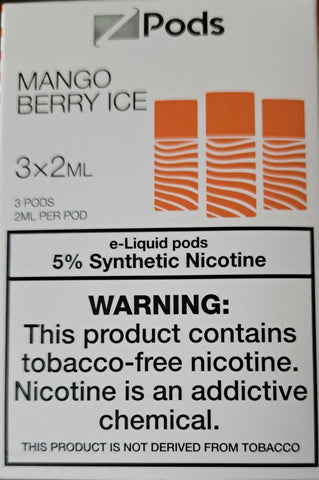 Z Pods
MANGO
BERRY ICE
3×2ML
3 PODS
2ML PER POD
e-Liquid pods
5% Synthetic Nicotine
WARNING:
This product contains
tobacco-free nicotine.
Nicotine is an addictive
chemical.
THIS PRODUCT IS NOT DERIVED FROM TOBACCO